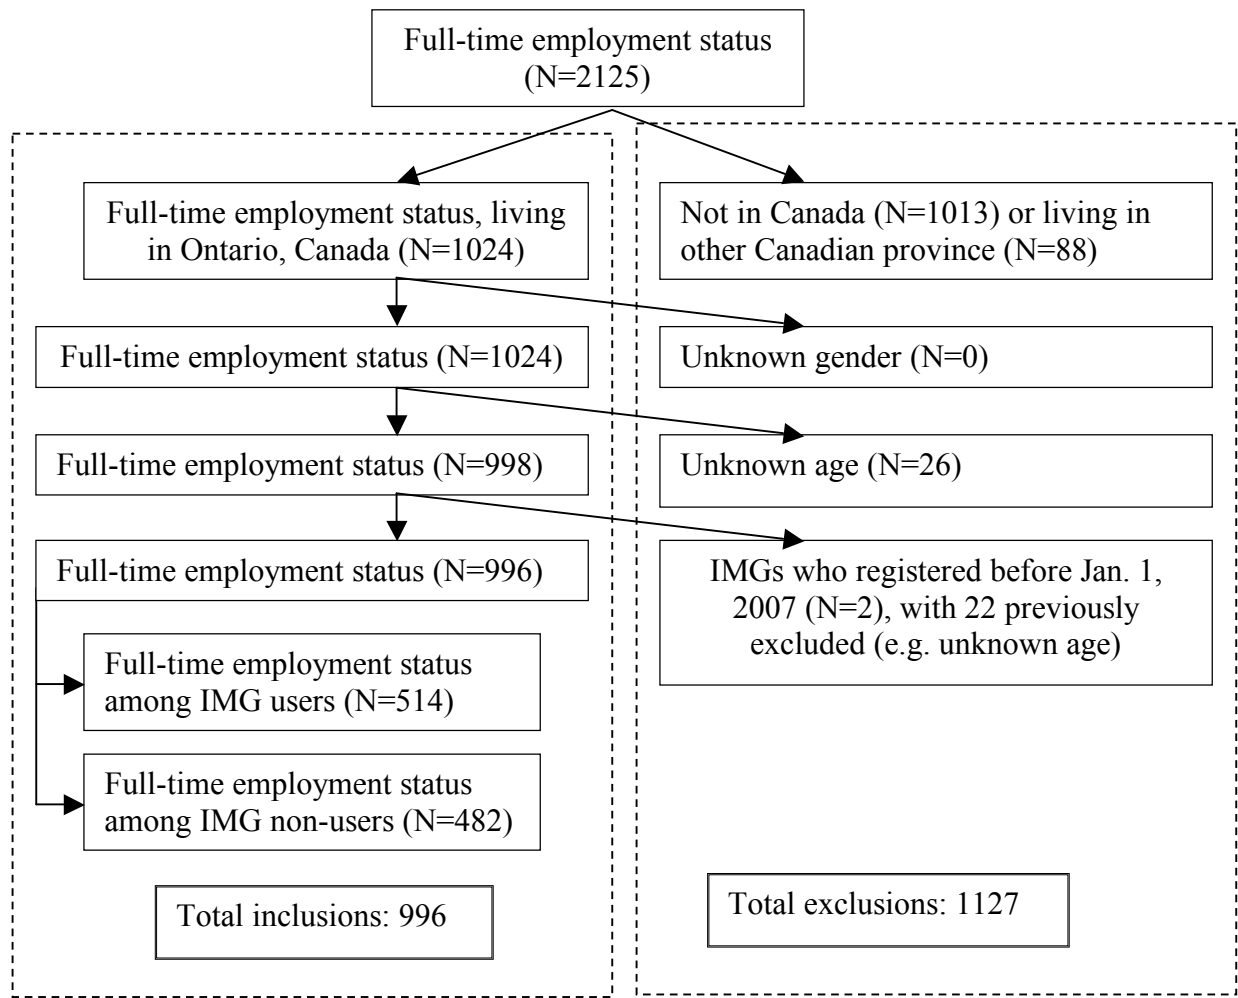 Full-time employment status
(N=2125)
Full-time employment status, living
in Ontario, Canada (N=1024)
Not in Canada (N=1013) or living in
other Canadian province (N=88)
Full-time employment status (N=1024)
Unknown gender (N=0)
Full-time employment status (N=998)
Unknown age (N=26)
Full-time employment status (N=996)
IMGs who registered before Jan. 1,
2007 (N=2), with 22 previously
excluded (e.g. unknown age)
Full-time employment status
among IMG users (N=514)
Full-time employment status
among IMG non-users (N=482)
Total inclusions: 996
Total exclusions: 1127